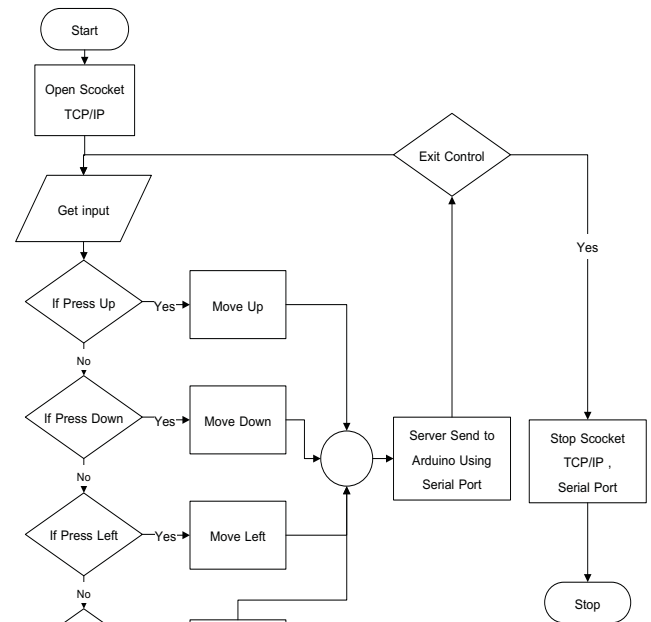 Start
Open Scocket
TCP/IP
Exit Control
Get input
Yes
If Press Up
Yes
Move Up
No
If Press Down
Yes
Move Down
Server Send to
Arduino Using
Serial Port
Stop Scocket
TCP/IP ,
Serial Port
No
If Press Left
Yes
Move Left
No
Stop